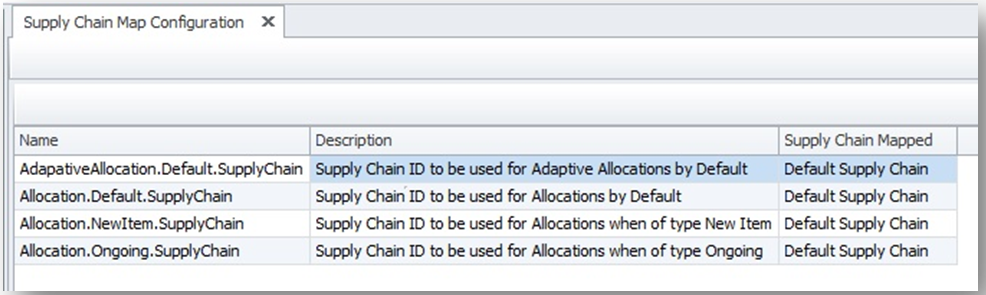 Supply Chain Map Configuration X
Name Description Supply Chain Mapped
AdapativeAllocation.Default.SupplyChain Supply Chain ID to be used for Adaptive Allocations by Default Default Supply Chain
Allocation.Default.SupplyChain Supply Chain ID to be used for Allocations by Default Default Supply Chain
Allocation.NewItem.SupplyChain Supply Chain ID to be used for Allocations when of type New Item Default Supply Chain
Allocation.Ongoing.SupplyChain Supply Chain ID to be used for Allocations when of type Ongoing Default Supply Chain